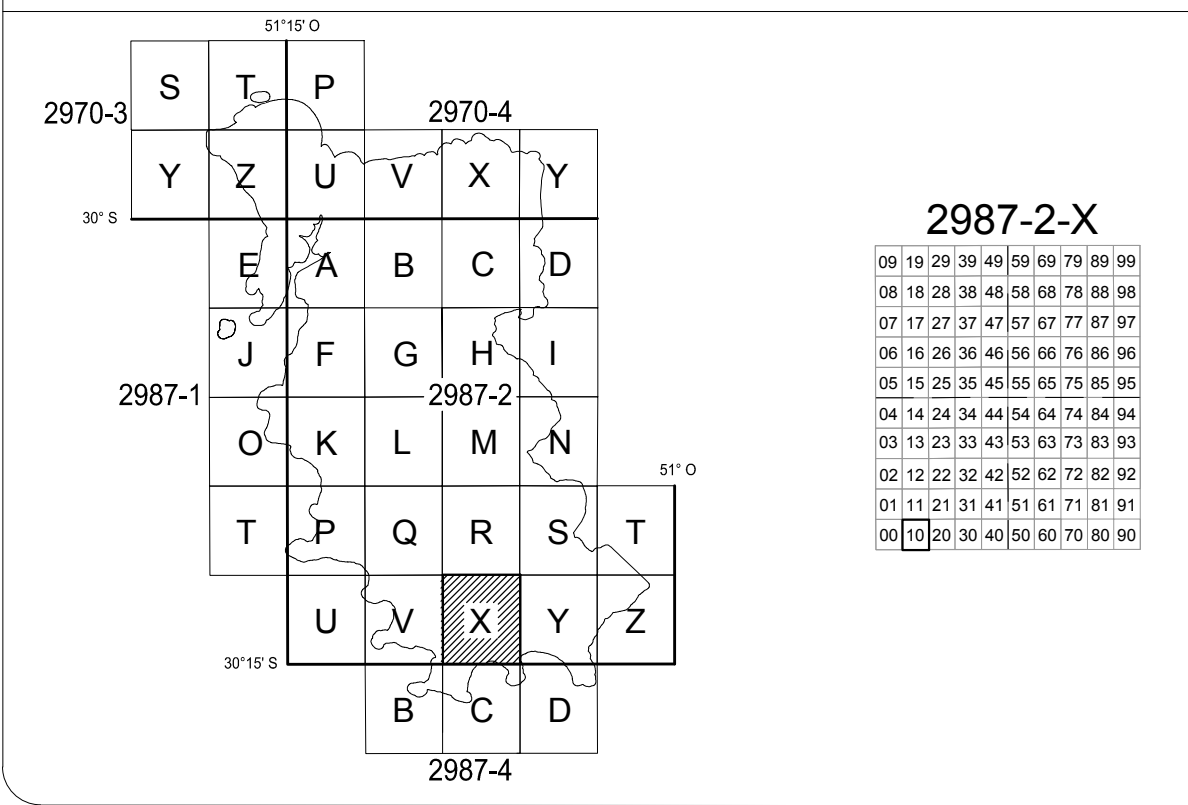 51°15' O
S T P
2970-3 2970-4
Y Z U V X Y
30° S
E A B C D
J F G H I
2987-1 2987-2
O K L M N
51° O
T P Q R S T
U V X Y Z
30°15' S
B C D
2987-4
2987-2-X
09 19 29 39 49 59 69 79 89 99
08 18 28 38 48 58 68 78 88 98
07 17 27 37 47 57 67 77 87 97
06 16 26 36 46 56 66 76 86 96
05 15 25 35 45 55 65 75 85 95
04 14 24 34 44 54 64 74 84 94
03 13 23 33 43 53 63 73 83 93
02 12 22 32 42 52 62 72 82 92
01 11 21 31 41 51 61 71 81 91
00 10 20 30 40 50 60 70 80 90